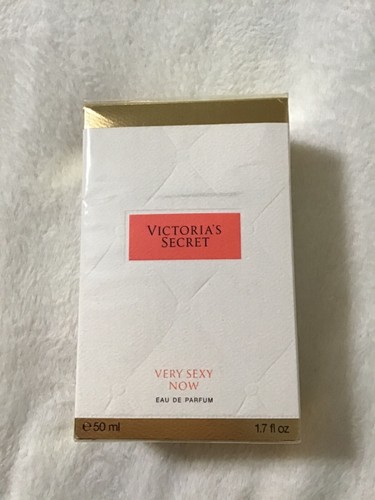 VICTORIA'S
SECRET
VERY SEXY
NOW
EAU DE PARFUM
℮50 ml 1.7 fl oz